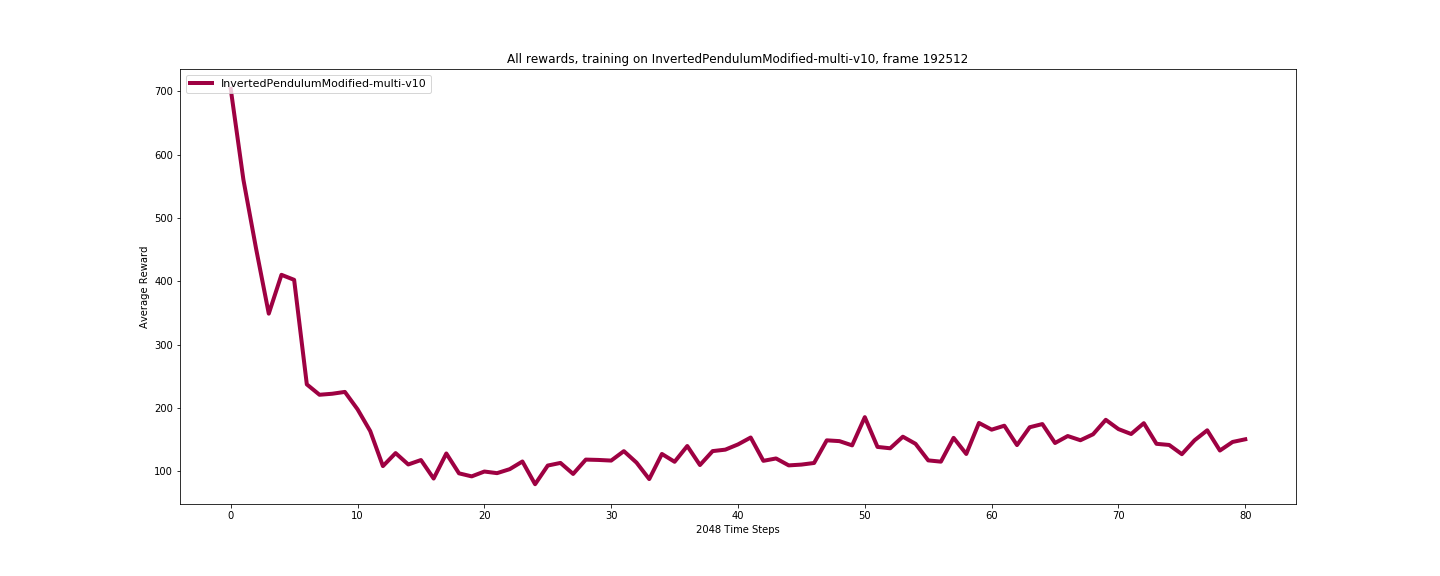 All rewards, training on InvertedPendulumModified-multi-v10, frame 192512
InvertedPendulumModified-multi-v10
Average Reward
700
600
500
400
300
200
100
0 10 20 30 40 50 60 70 80
2048 Time Steps